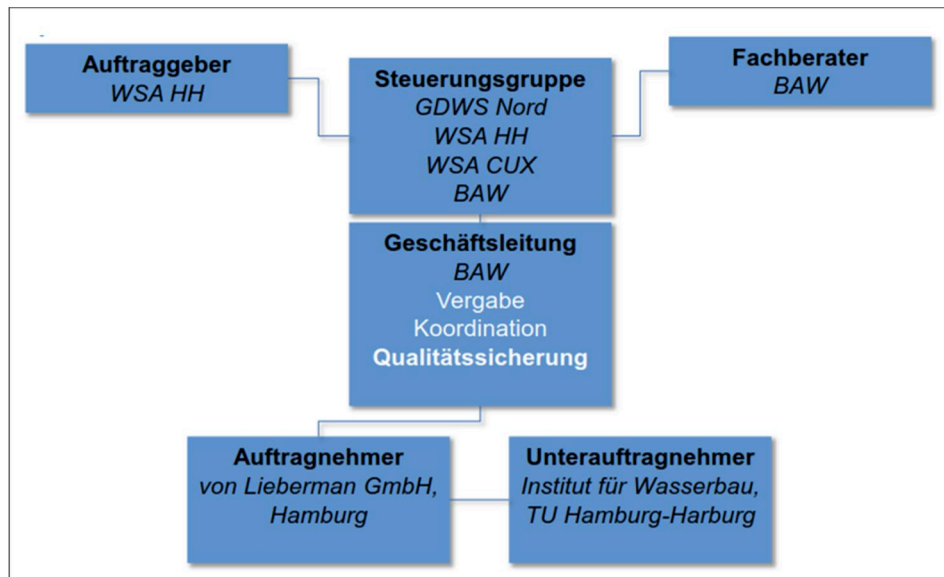 Auftraggeber
WSA HH
Steuerungsgruppe
GDWS Nord
WSA HH
WSA CUX
BAW
Fachberater
BAW
Geschäftsleitung
BAW
Vergabe
Koordination
Qualitätssicherung
Auftragnehmer
von Lieberman GmbH,
Hamburg
Unterauftragnehmer
Institut für Wasserbau,
TU Hamburg-Harburg